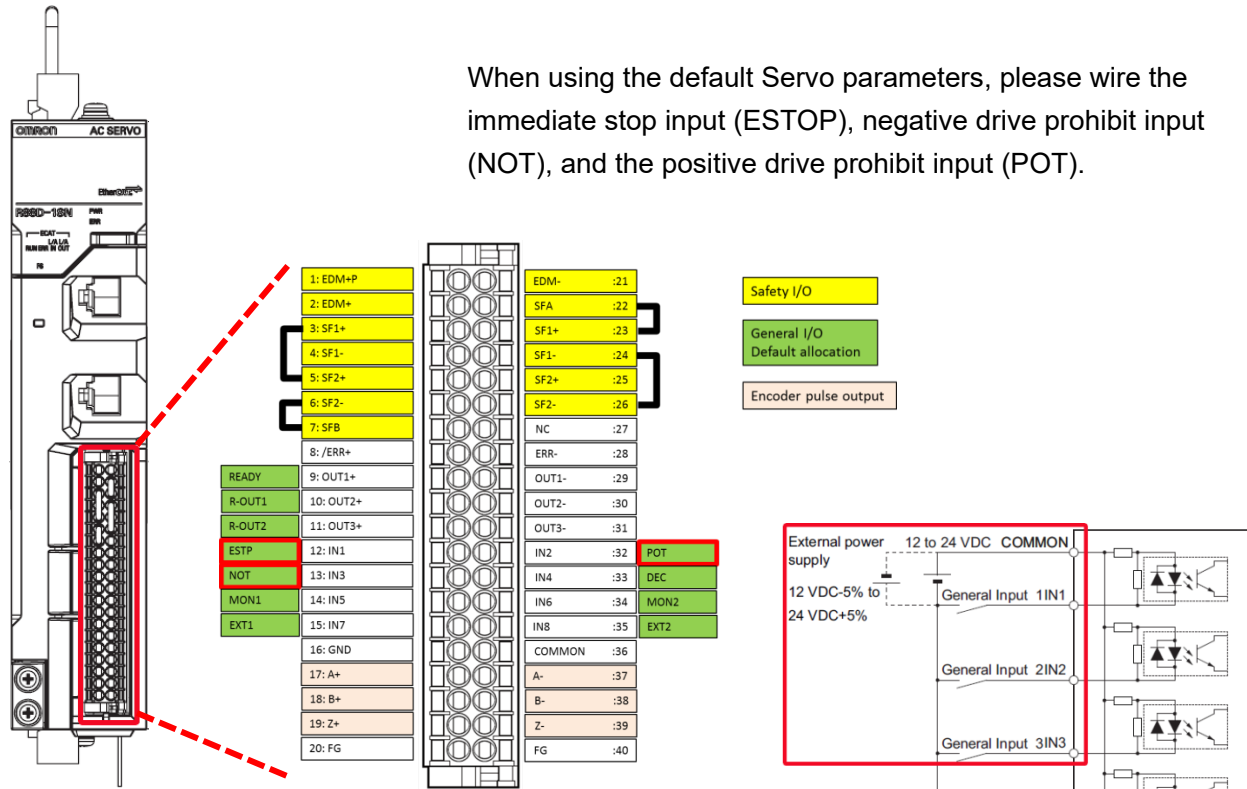 When using the default Servo parameters, please wire the
immediate stop input (ESTOP), negative drive prohibit input
(NOT), and the positive drive prohibit input (POT).
OMRON AC SERVO
EtherCAT
R88D-1SN
PWR
ERR
ECAT
L/A L/A
RUN ERR IN OUT
FS
1: EDM+P
2: EDM+
3: SF1+
4: SF1-
5: SF2+
6: SF2-
7: SFB
8: /ERR+
READY 9: OUT1+
R-OUT1 10: OUT2+
R-OUT2 11: OUT3+
ESTP 12: IN1
NOT 13: IN3
MON1 14: IN5
EXT1 15: IN7
16: GND
17: A+
18: B+
19: Z+
20: FG
EDM- :21
SFA :22
SF1+ :23
SF1- :24
SF2+ :25
SF2- :26
NC :27
ERR- :28
OUT1- :29
OUT2- :30
OUT3- :31
IN2 :32 POT
IN4 :33 DEC
IN6 :34 MON2
IN8 :35 EXT2
COMMON :36
A- :37
B- :38
Z- :39
FG :40
Safety I/O
General I/O
Default allocation
Encoder pulse output
External power
supply
12 to 24 VDC COMMON
12 VDC-5% to
24 VDC+5%
General Input 1IN1
General Input 2IN2
General Input 3IN3